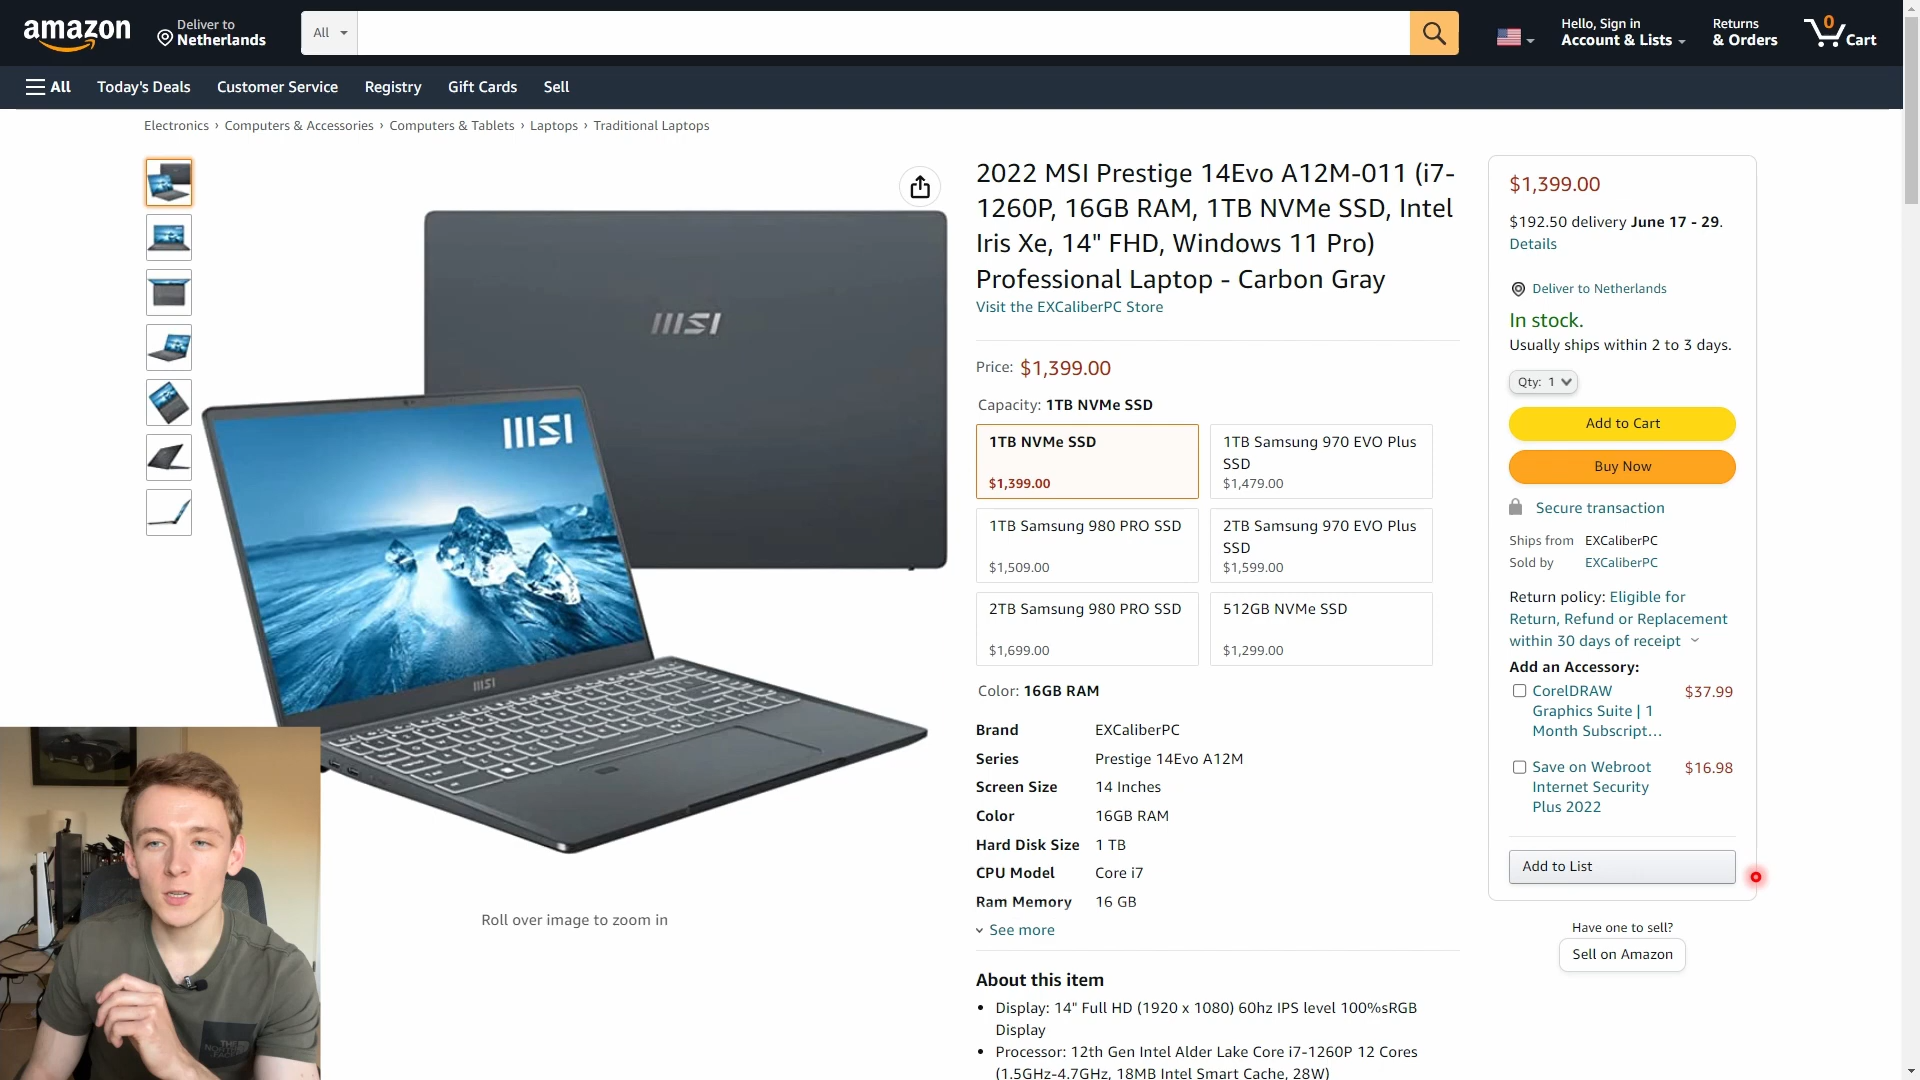 amazon
Deliver to
Netherlands
All
Hello, Sign in
Account & Lists
Returns
& Orders
0
Cart
All
Today's Deals
Customer Service
Registry
Gift Cards
Sell
Electronics › Computers & Accessories › Computers & Tablets › Laptops › Traditional Laptops
msi
msi
msi
Roll over image to zoom in
THE
NORTH
FACE
2022 MSI Prestige 14Evo A12M-011 (i7-
1260P, 16GB RAM, 1TB NVMe SSD, Intel
Iris Xe, 14" FHD, Windows 11 Pro)
Professional Laptop - Carbon Gray
Visit the EXCaliberPC Store
Price: $1,399.00
Capacity: 1TB NVMe SSD
1TB NVMe SSD
$1,399.00
1TB Samsung 970 EVO Plus
SSD
$1,479.00
1TB Samsung 980 PRO SSD
$1,509.00
2TB Samsung 970 EVO Plus
SSD
$1,599.00
2TB Samsung 980 PRO SSD
$1,699.00
512GB NVMe SSD
$1,299.00
Color: 16GB RAM
Brand EXCaliberPC
Series Prestige 14Evo A12M
Screen Size 14 Inches
Color 16GB RAM
Hard Disk Size 1 TB
CPU Model Core i7
Ram Memory 16 GB
See more
About this item
• Display: 14" Full HD (1920 x 1080) 60hz IPS level 100%sRGB
Display
• Processor: 12th Gen Intel Alder Lake Core i7-1260P 12 Cores
(1.5GHz-4.7GHz, 18MB Intel Smart Cache, 28W)
$1,399.00
$192.50 delivery June 17 - 29.
Details
Deliver to Netherlands
In stock.
Usually ships within 2 to 3 days.
Qty: 1
Add to Cart
Buy Now
Secure transaction
Ships from EXCaliberPC
Sold by EXCaliberPC
Return policy: Eligible for
Return, Refund or Replacement
within 30 days of receipt
Add an Accessory:
CorelDRAW $37.99
Graphics Suite | 1
Month Subscript...
Save on Webroot $16.98
Internet Security
Plus 2022
Add to List
Have one to sell?
Sell on Amazon